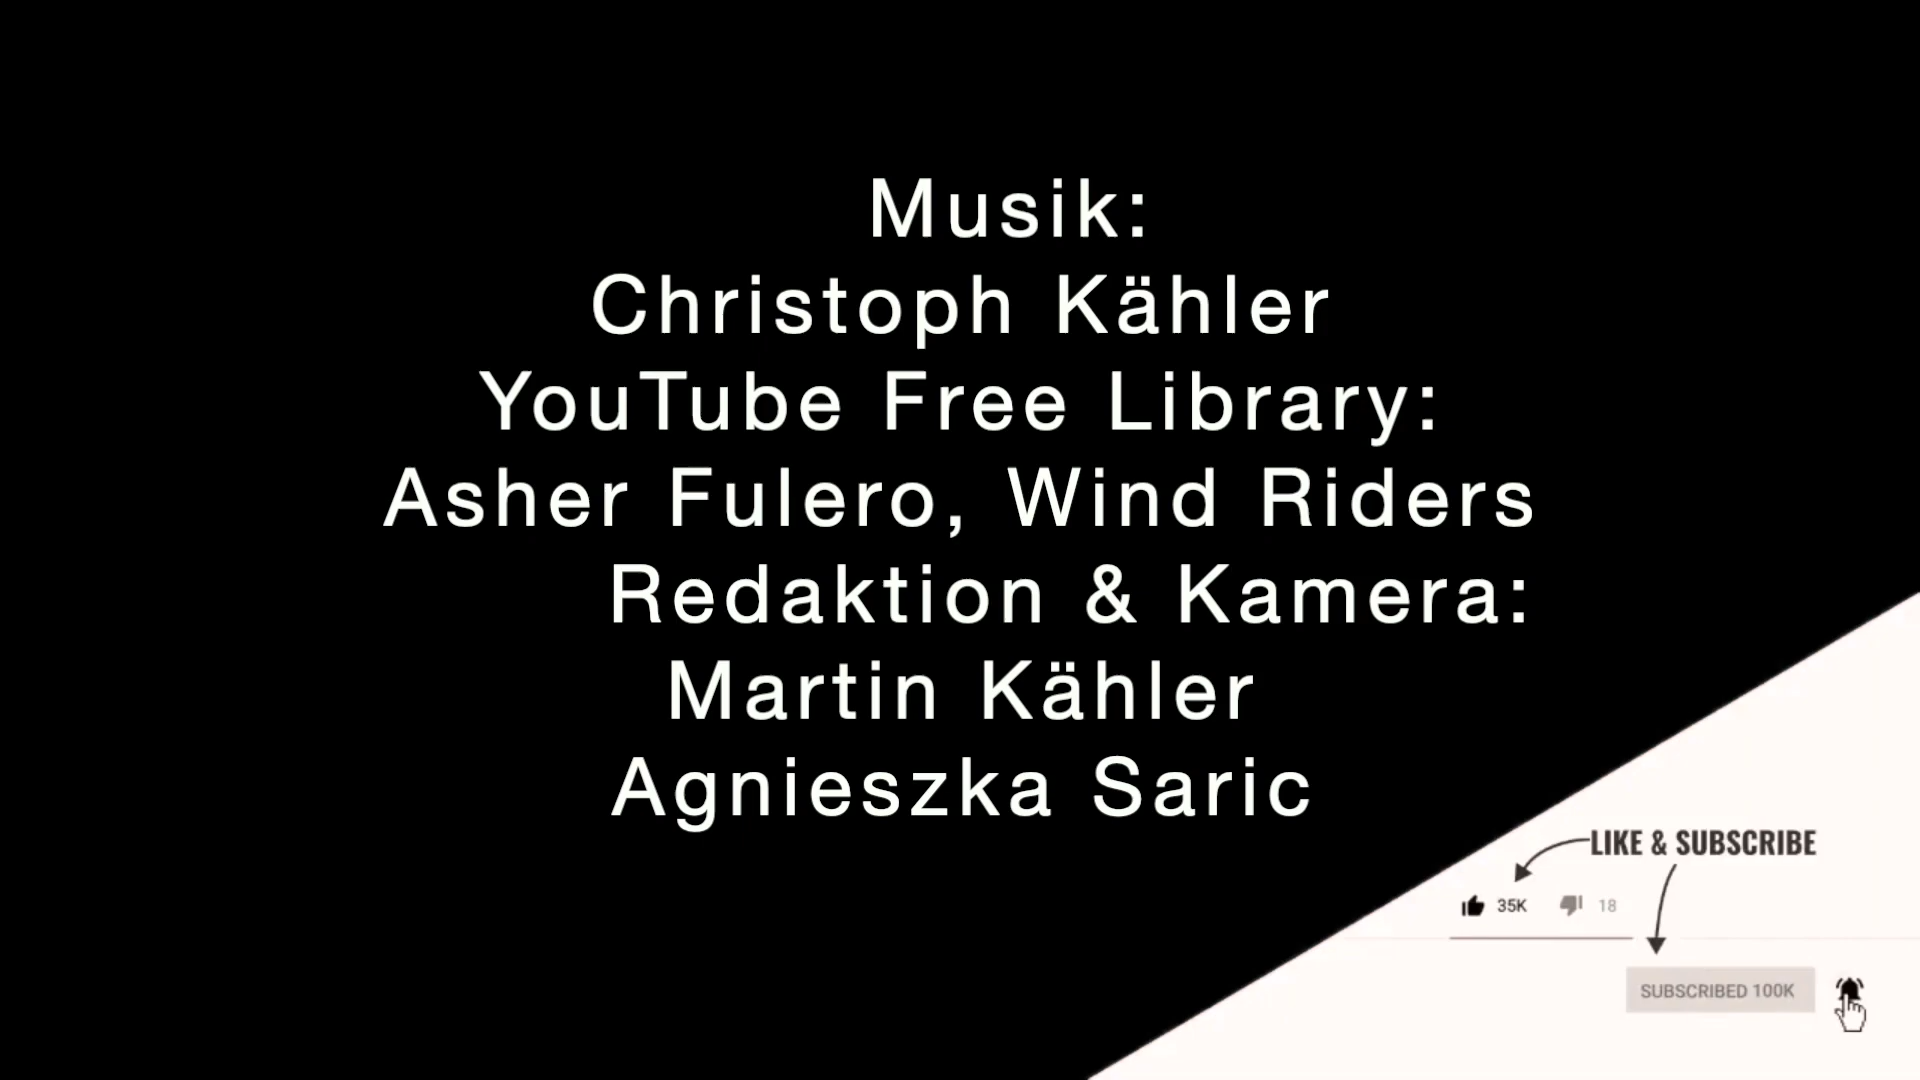 Musik:
Christoph Kähler
YouTube Free Library:
Asher Fulero, Wind Riders
Redaktion & Kamera:
Martin Kähler
Agnieszka Saric
LIKE & SUBSCRIBE
35K 18
SUBSCRIBED 100K